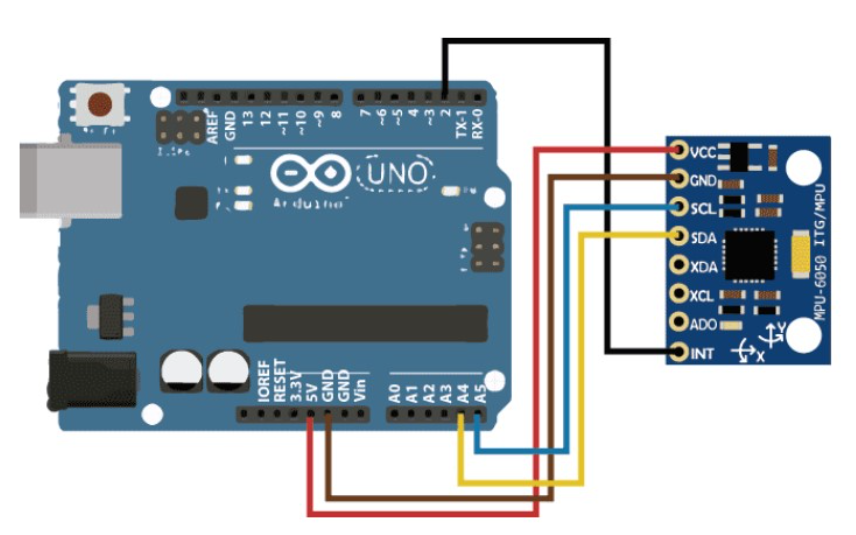 AREF
GND
13
12
~11
~10
~9
8
7
~6
~5
4
~3
2
TX-1
RX-0
UNO
Arduino
IOREF
RESET
3.3V
5V
GND
GND
Vin
A0
A1
A2
A3
A4
A5
VCC
GND
SCL
SDA
XDA
XCL
ADO
INT
MPU-6050 ITG/MPU
Y
X